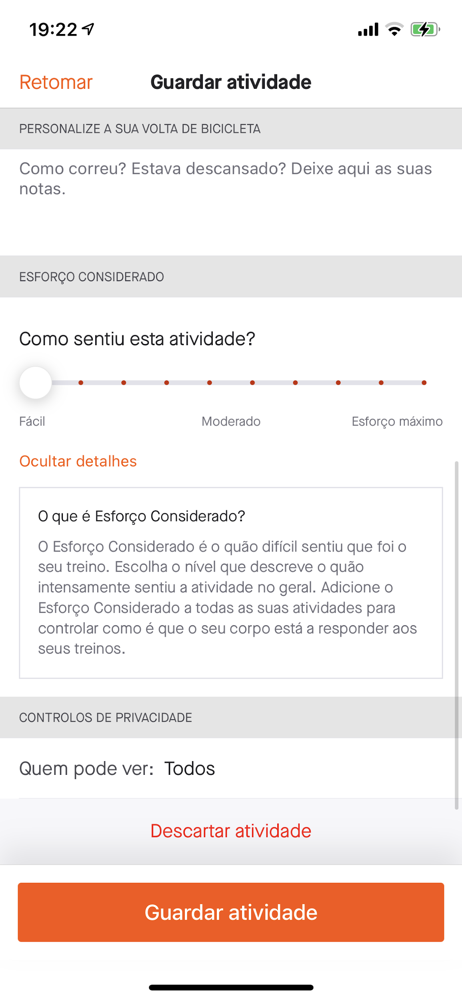 19:22
Retomar
Guardar atividade
PERSONALIZE A SUA VOLTA DE BICICLETA
Como correu? Estava descansado? Deixe aqui as suas
notas.
ESFORÇO CONSIDERADO
Como sentiu esta atividade?
Fácil
Moderado
Esforço máximo
Ocultar detalhes
O que é Esforço Considerado?
O Esforço Considerado é o quão difícil sentiu que foi o
seu treino. Escolha o nível que descreve o quão
intensamente sentiu a atividade no geral. Adicione o
Esforço Considerado a todas as suas atividades para
controlar como é que o seu corpo está a responder aos
seus treinos.
CONTROLOS DE PRIVACIDADE
Quem pode ver: Todos
Descartar atividade
Guardar atividade